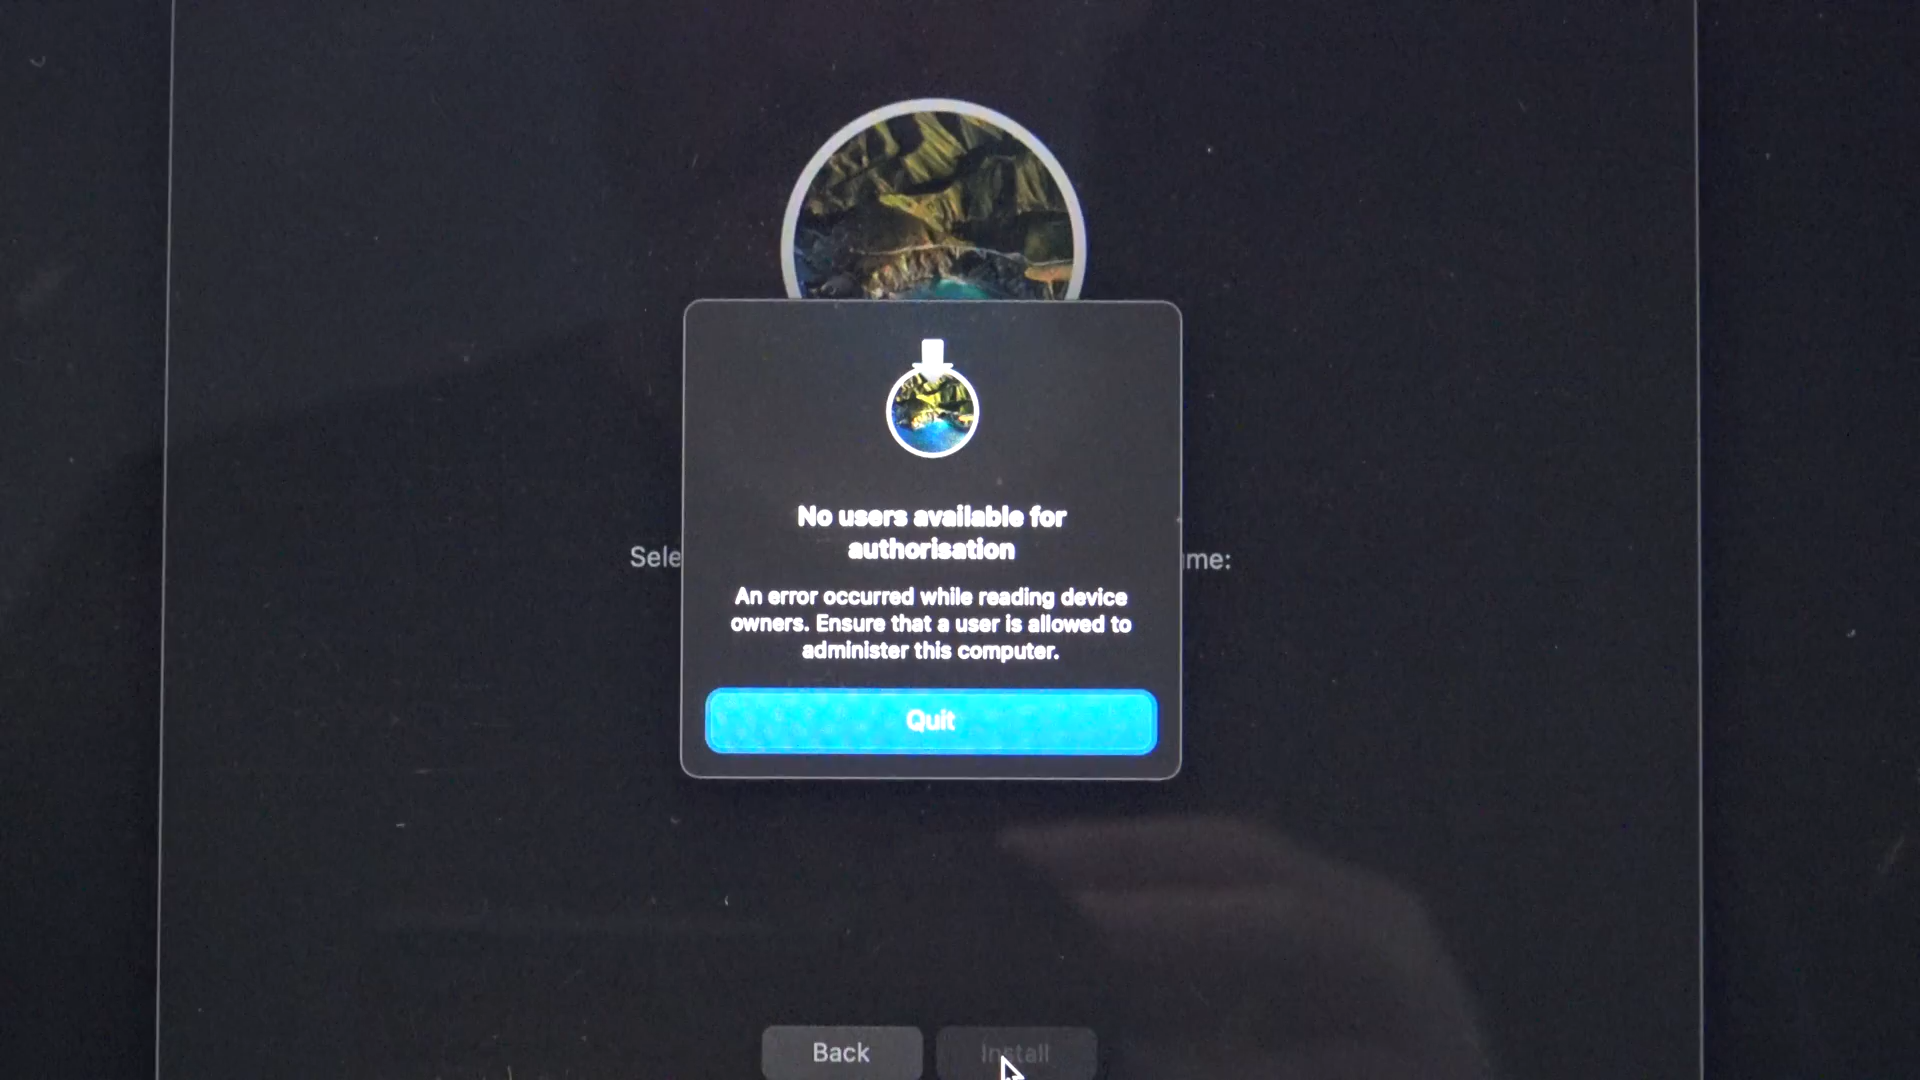 No users available for
authorisation
An error occurred while reading device
owners. Ensure that a user is allowed to
administer this computer.
Quit
Back
Install